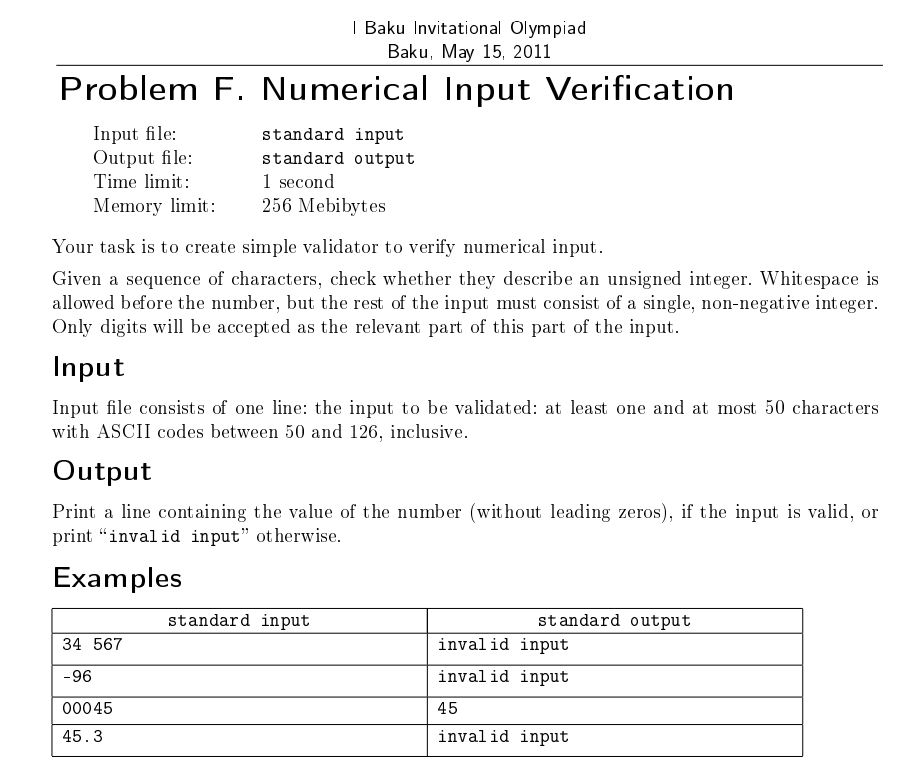 I Baku Invitational Olympiad
Baku, May 15, 2011
Problem F. Numerical Input Verification
Input file: standard input
Output file: standard output
Time limit: 1 second
Memory limit: 256 Mebibytes
Your task is to create simple validator to verify numerical input.
Given a sequence of characters, check whether they describe an unsigned integer. Whitespace is
allowed before the number, but the rest of the input must consist of a single, non-negative integer.
Only digits will be accepted as the relevant part of this part of the input.
Input
Input file consists of one line: the input to be validated: at least one and at most 50 characters
with ASCII codes between 50 and 126, inclusive.
Output
Print a line containing the value of the number (without leading zeros), if the input is valid, or
print “invalid input” otherwise.
Examples
standard input standard output
34 567 invalid input
-96 invalid input
00045 45
45.3 invalid input